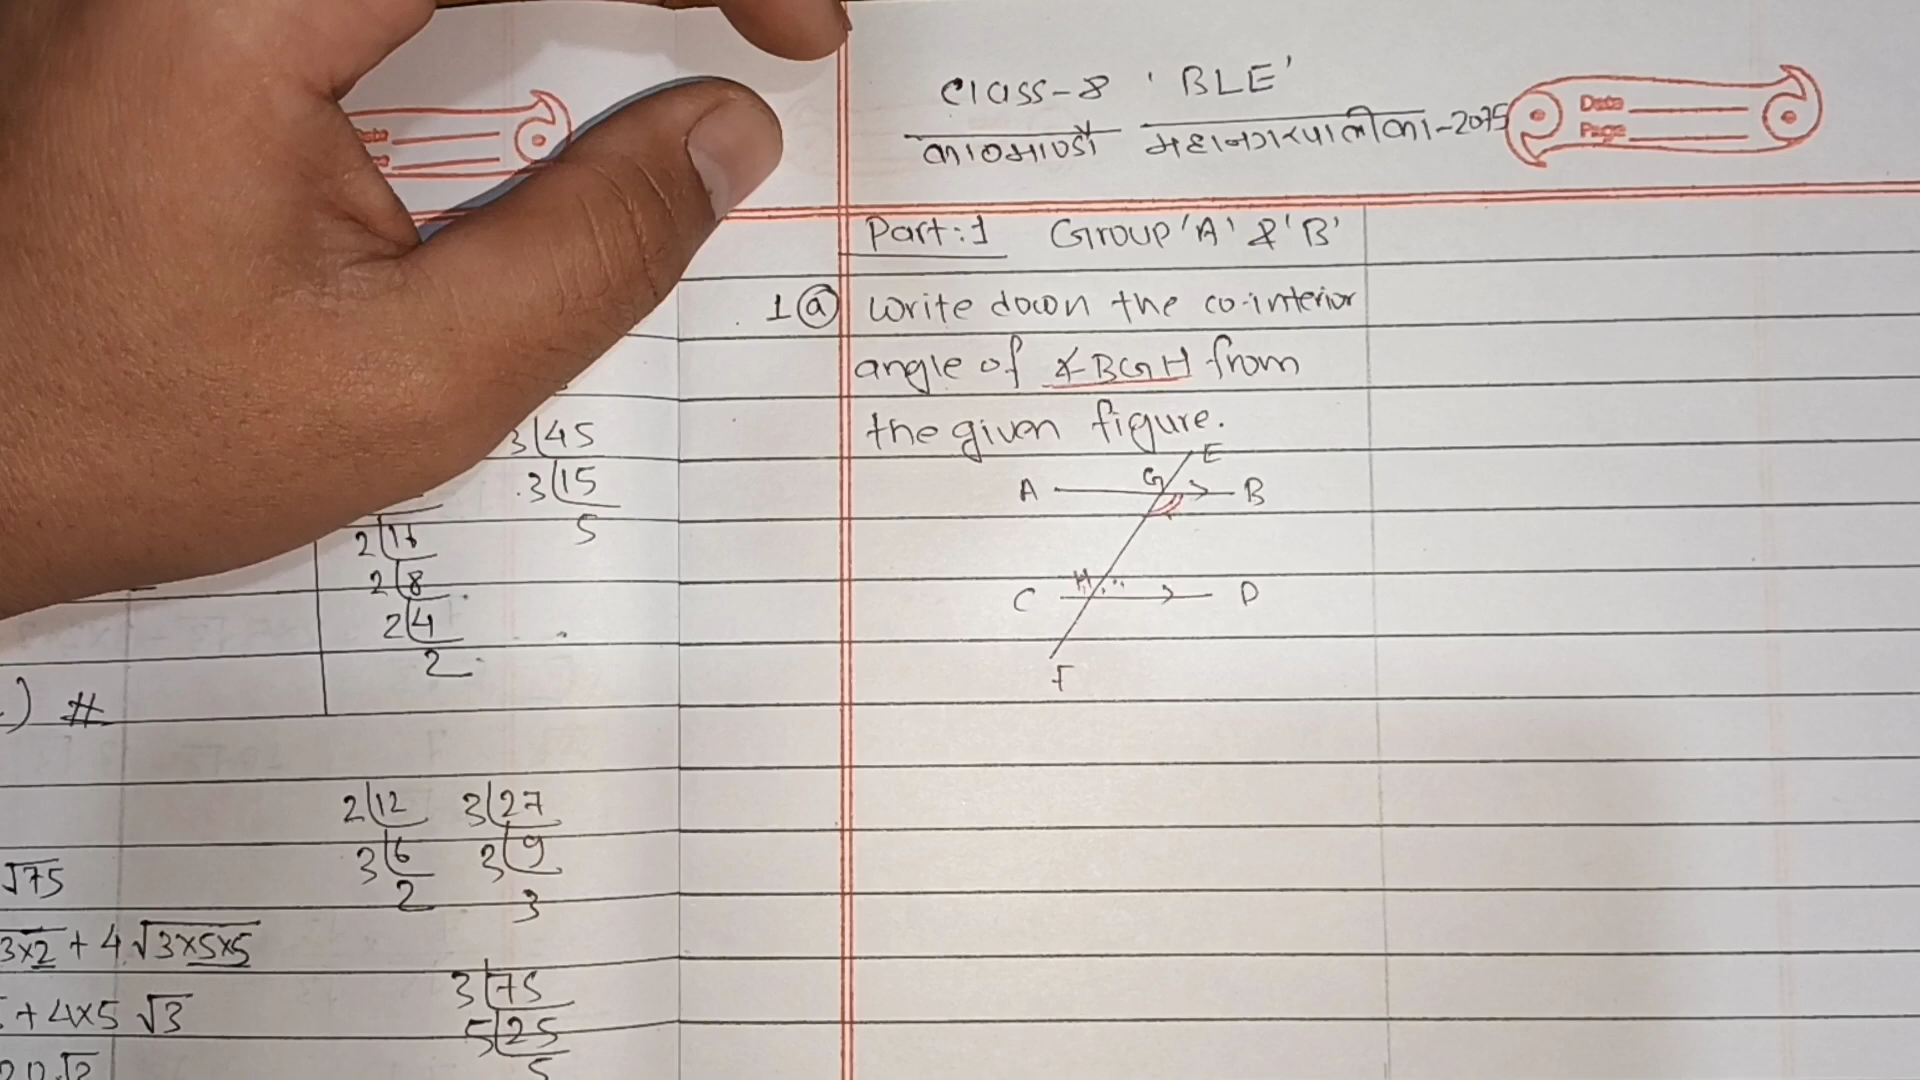 3√45
3√15
5
2√16
2√8
2√4
2
) #
2√12 3√27
3√6 3√9
2 3
√75
3×2 + 4√3×5×5
3√75
5√25
5
+ 4×5 √3
Class-8 'BLE'
काठमाण्डौ महानगरपालीका-2075
Date
Page
Part:1 Group 'A' & 'B'
1 (a) Write down the co-interior
angle of ∡BGH from
the given figure.
E
A G B
C H D
F